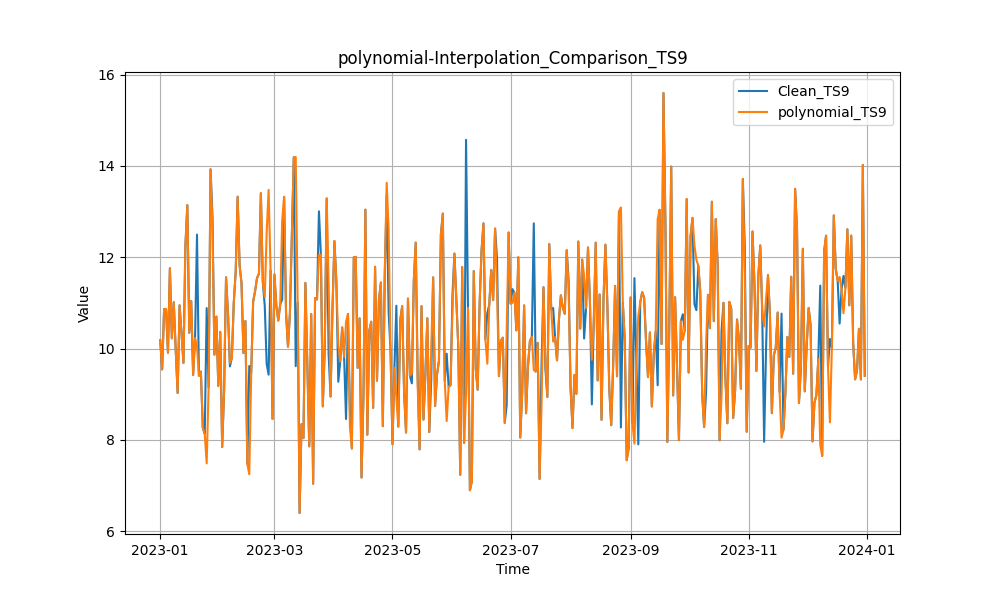 polynomial-Interpolation_Comparison_TS9
Clean_TS9
polynomial_TS9
Value
16
14
12
10
8
6
2023-01
2023-03
2023-05
2023-07
2023-09
2023-11
2024-01
Time